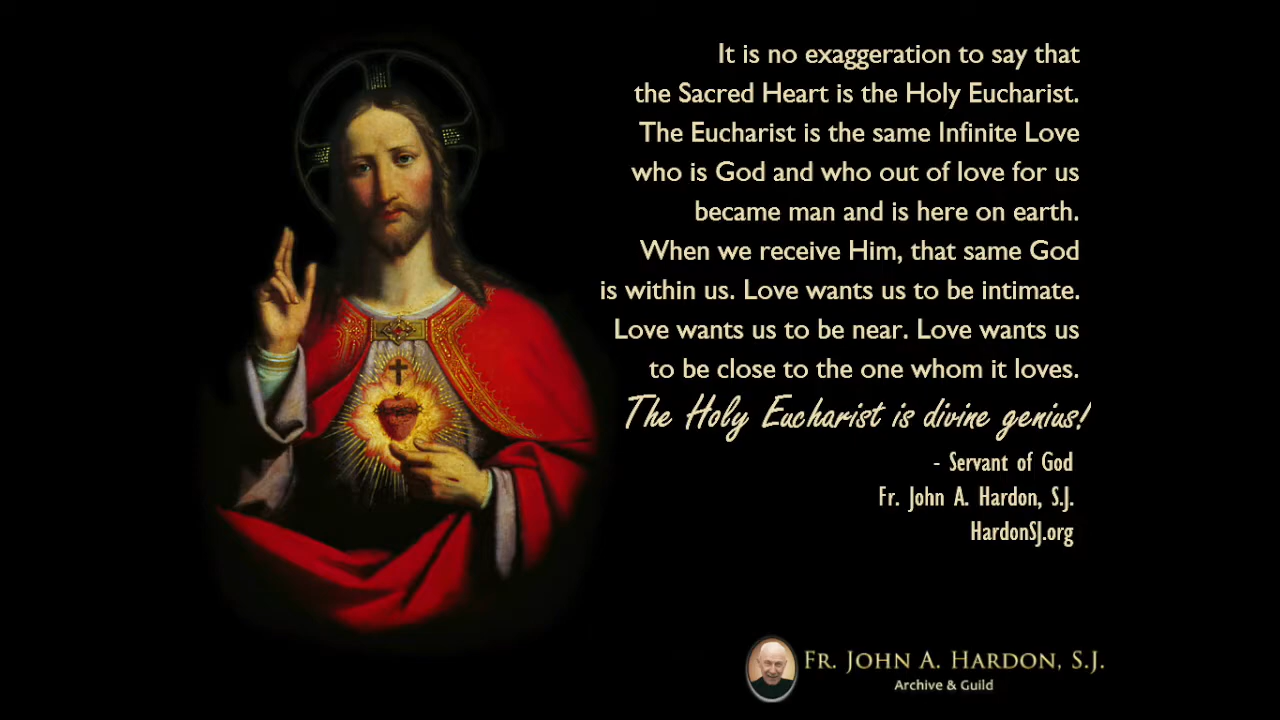 It is no exaggeration to say that
the Sacred Heart is the Holy Eucharist.
The Eucharist is the same Infinite Love
who is God and who out of love for us
became man and is here on earth.
When we receive Him, that same God
is within us. Love wants us to be intimate.
Love wants us to be near. Love wants us
to be close to the one whom it loves.
The Holy Eucharist is divine genius!
- Servant of God
Fr. John A. Hardon, S.J.
HardonSJ.org
FR. JOHN A. HARDON, S.J.
Archive & Guild